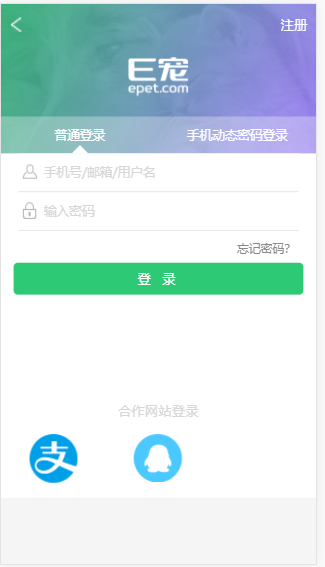 注册
E宠
epet.com
普通登录 手机动态密码登录
手机号/邮箱/用户名
输入密码
忘记密码?
登 录
合作网站登录
支